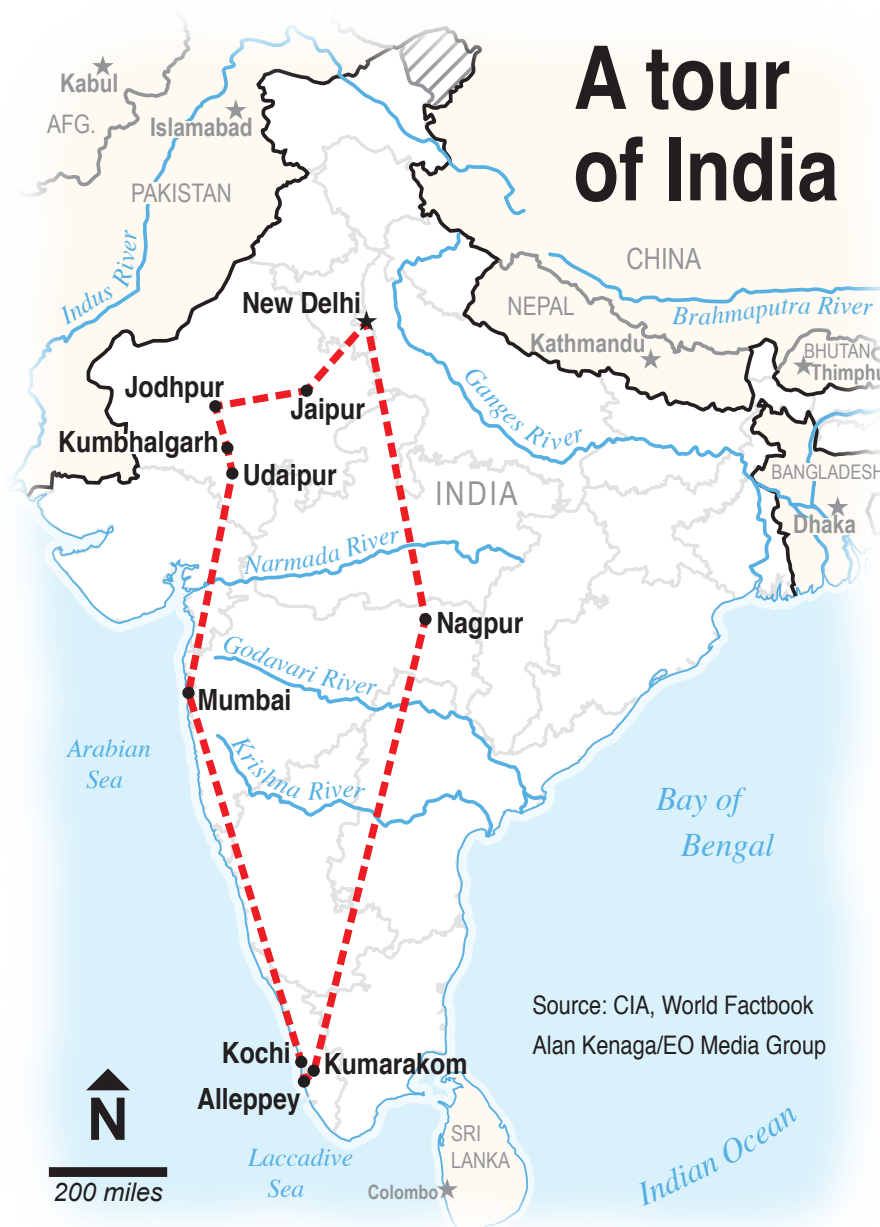 A tour
of India
Kabul
AFG.
Islamabad
PAKISTAN
Indus River
CHINA
NEPAL
Brahmaputra River
Kathmandu
BHUTAN
Thimphu
New Delhi
Jodhpur
Jaipur
Ganges River
Kumbhalgarh
Udaipur
INDIA
BANGLADESH
Dhaka
Narmada River
Nagpur
Godavari River
Mumbai
Arabian
Sea
Krishna River
Bay of
Bengal
Source: CIA, World Factbook
Alan Kenaga/EO Media Group
Kochi
Kumarakom
Alleppey
N
200 miles
Laccadive
Sea
SRI
LANKA
Colombo
Indian Ocean